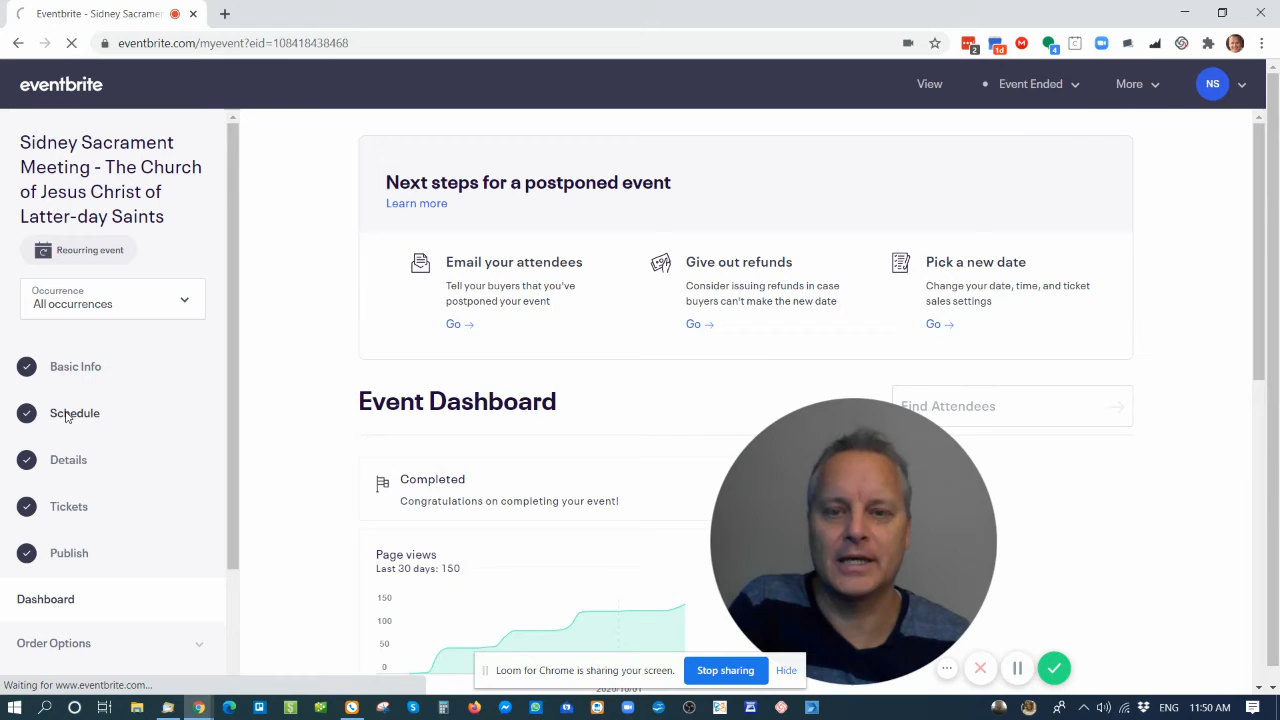 Eventbrite - Sidney Sacramen
eventbrite.com/myevent?eid=108418438468
2
1d
4
eventbrite
View
Event Ended
More
NS
Sidney Sacrament
Meeting - The Church
of Jesus Christ of
Latter-day Saints
Recurring event
Occurrence
All occurrences
Basic Info
Schedule
Details
Tickets
Publish
Dashboard
Order Options
Next steps for a postponed event
Learn more
Email your attendees
Tell your buyers that you've
postponed your event
Go →
Give out refunds
Consider issuing refunds in case
buyers can't make the new date
Go →
Pick a new date
Change your date, time, and ticket
sales settings
Go →
Event Dashboard
Find Attendees
Completed
Congratulations on completing your event!
Page views
Last 30 days: 150
150
100
50
0
2020/10/01
Loom for Chrome is sharing your screen.
Stop sharing
Hide
Waiting for www.eventbrite.com...
ENG
11:50 AM